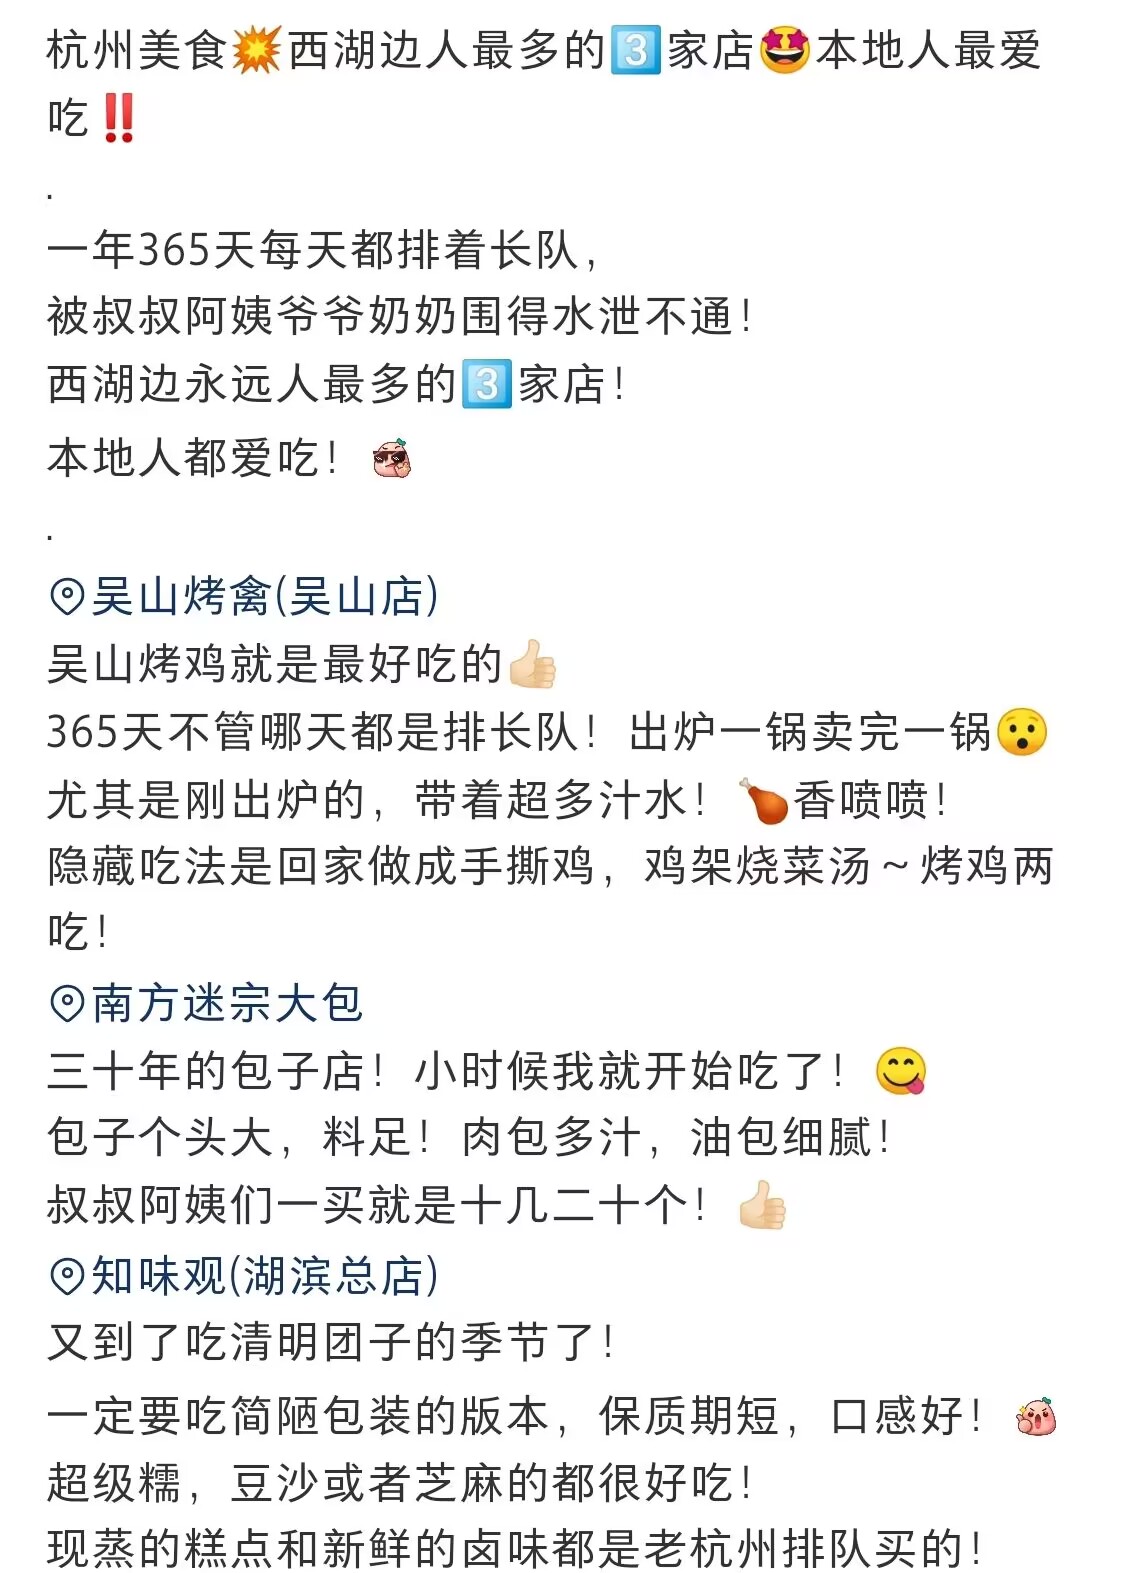 杭州美食💥西湖边人最多的3️⃣家店🤩本地人最爱
吃‼️
.
一年365天每天都排着长队，
被叔叔阿姨爷爷奶奶围得水泄不通！
西湖边永远人最多的3️⃣家店！
本地人都爱吃！
.
吴山烤禽(吴山店)
吴山烤鸡就是最好吃的👍🏻
365天不管哪天都是排长队！出炉一锅卖完一锅😯
尤其是刚出炉的，带着超多汁水！🍗香喷喷！
隐藏吃法是回家做成手撕鸡，鸡架烧菜汤～烤鸡两
吃！
南方迷宗大包
三十年的包子店！小时候我就开始吃了！😋
包子个头大，料足！肉包多汁，油包细腻！
叔叔阿姨们一买就是十几二十个！👍🏻
知味观(湖滨总店)
又到了吃清明团子的季节了！
一定要吃简陋包装的版本，保质期短，口感好！
超级糯，豆沙或者芝麻的都很好吃！
现蒸的糕点和新鲜的卤味都是老杭州排队买的！